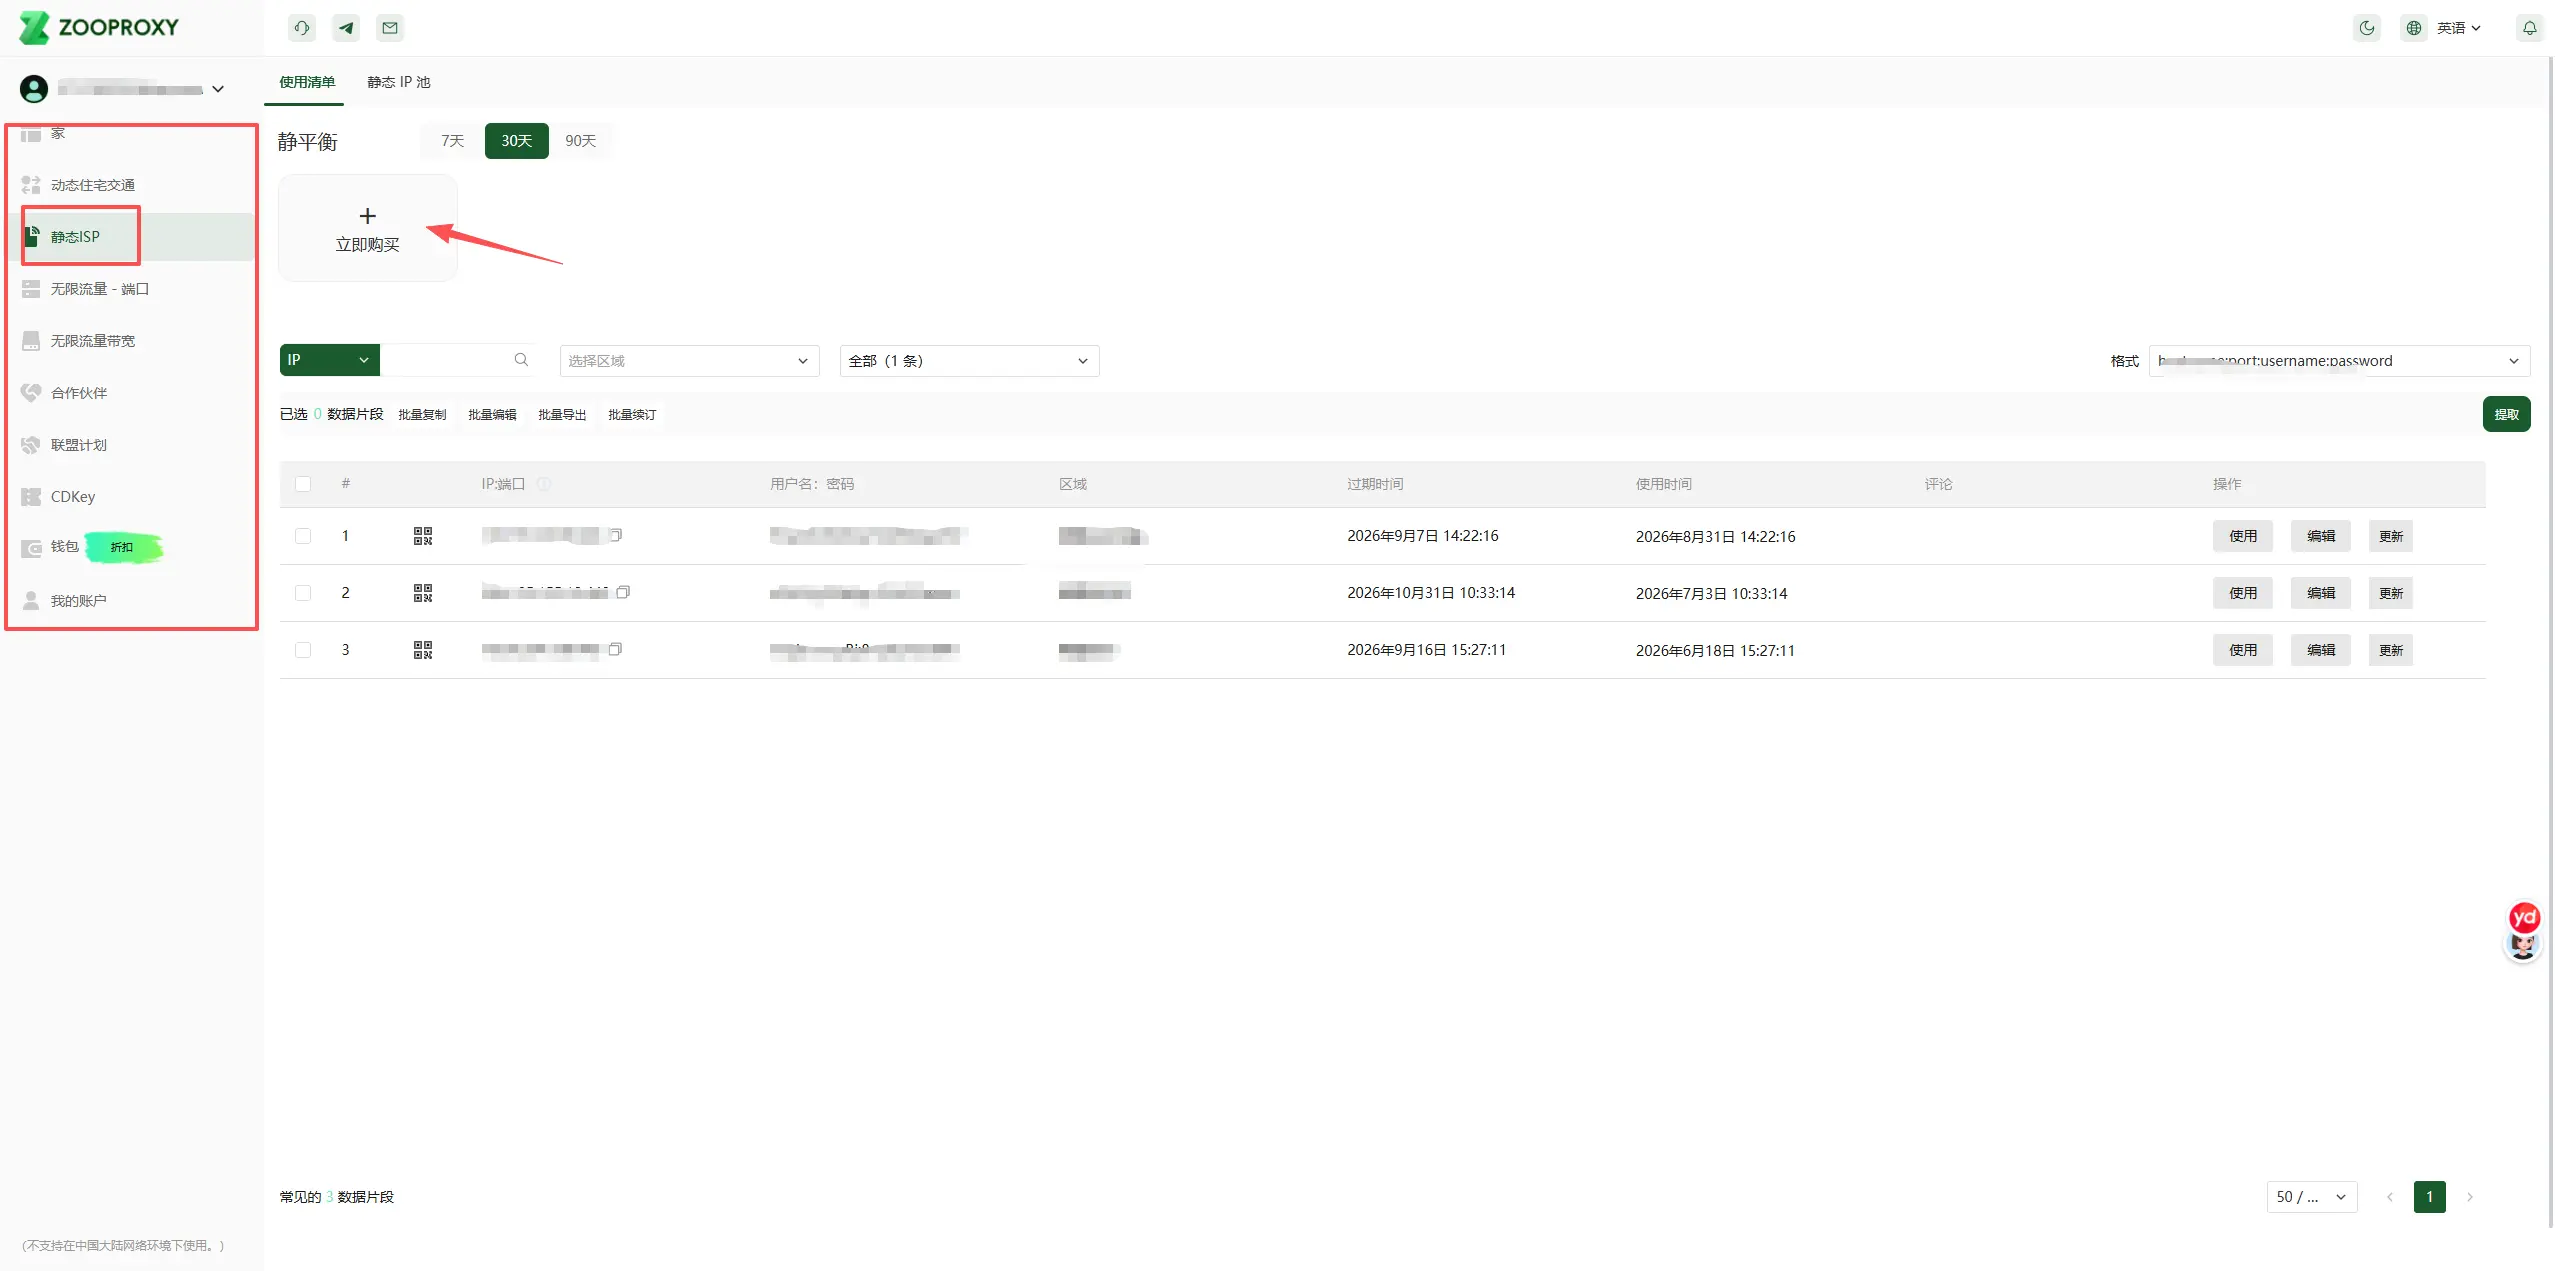 ZOOPROXY
英语
使用清单
静态 IP 池
家
动态住宅交通
静态ISP
无限流量 - 端口
无限流量带宽
合作伙伴
联盟计划
CDKey
钱包 折扣
我的账户
(不支持在中国大陆网络环境下使用。)
静平衡
7天
30天
90天
+
立即购买
IP
选择区域
全部（1 条）
格式
port:username:password
已选 0 数据片段
批量复制
批量编辑
批量导出
批量续订
提取
# IP:端口 用户名：密码 区域 过期时间 使用时间 评论 操作
1 2026年9月7日 14:22:16 2026年8月31日 14:22:16 使用 编辑 更新
2 2026年10月31日 10:33:14 2026年7月3日 10:33:14 使用 编辑 更新
3 2026年9月16日 15:27:11 2026年6月18日 15:27:11 使用 编辑 更新
yd
常见的 3 数据片段
50 / ...
1